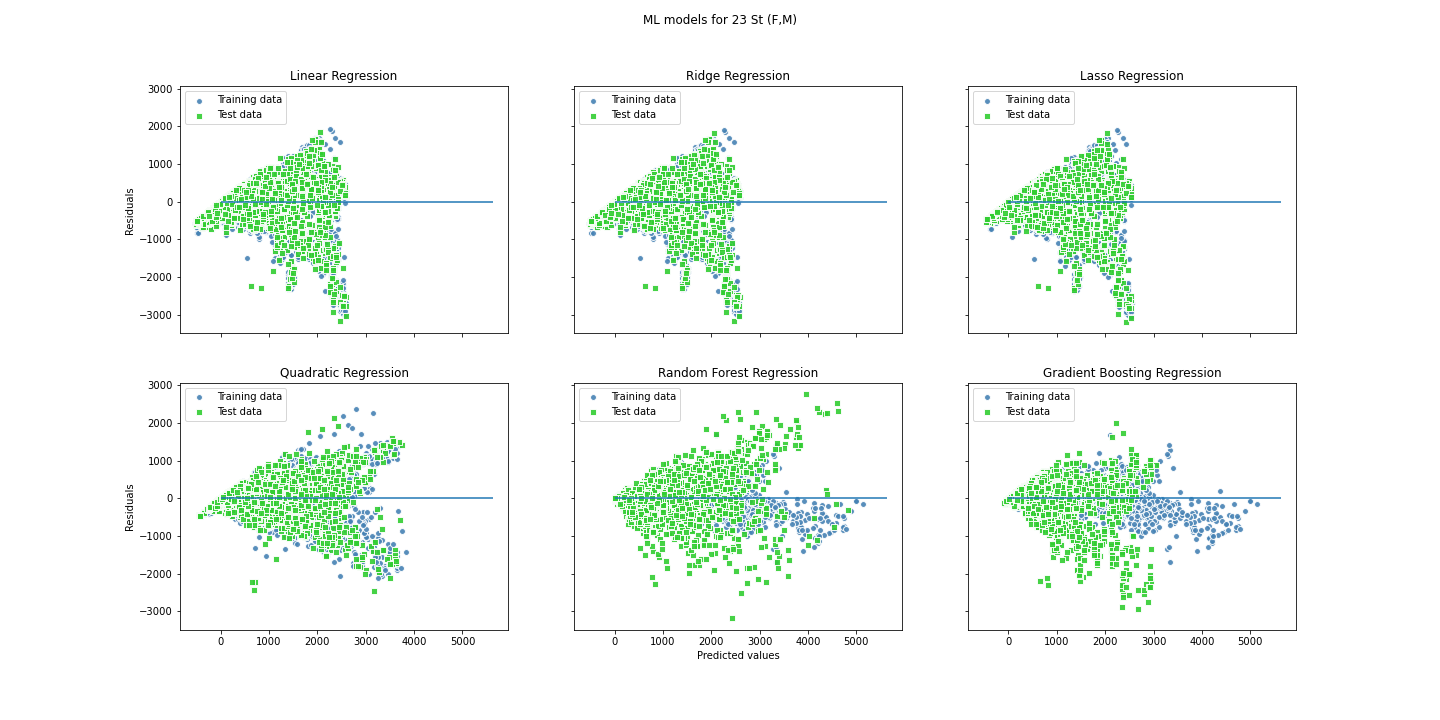 ML models for 23 St (F,M)
Linear Regression
Training data
Test data
3000
2000
1000
0
−1000
−2000
−3000
Residuals
Ridge Regression
Training data
Test data
Lasso Regression
Training data
Test data
Quadratic Regression
Training data
Test data
3000
2000
1000
0
−1000
−2000
−3000
Residuals
0 1000 2000 3000 4000 5000
Random Forest Regression
Training data
Test data
0 1000 2000 3000 4000 5000
Predicted values
Gradient Boosting Regression
Training data
Test data
0 1000 2000 3000 4000 5000